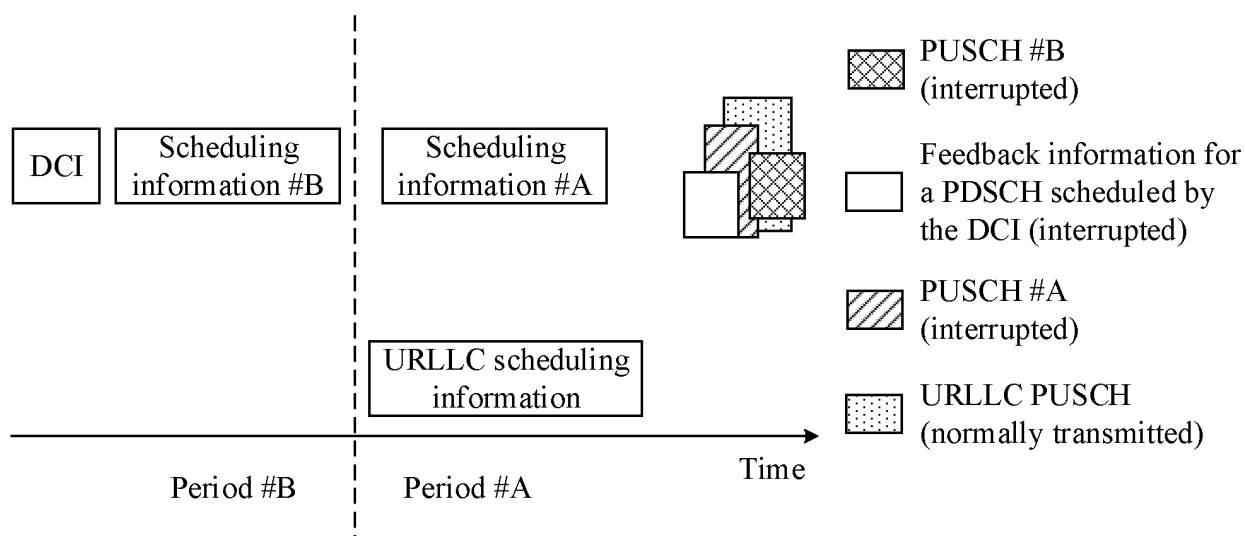 DCI
Scheduling
information #B
Scheduling
information #A
URLLC scheduling
information
Time
Period #B
Period #A
PUSCH #B
(interrupted)
Feedback information for
a PDSCH scheduled by
the DCI (interrupted)
PUSCH #A
(interrupted)
URLLC PUSCH
(normally transmitted)